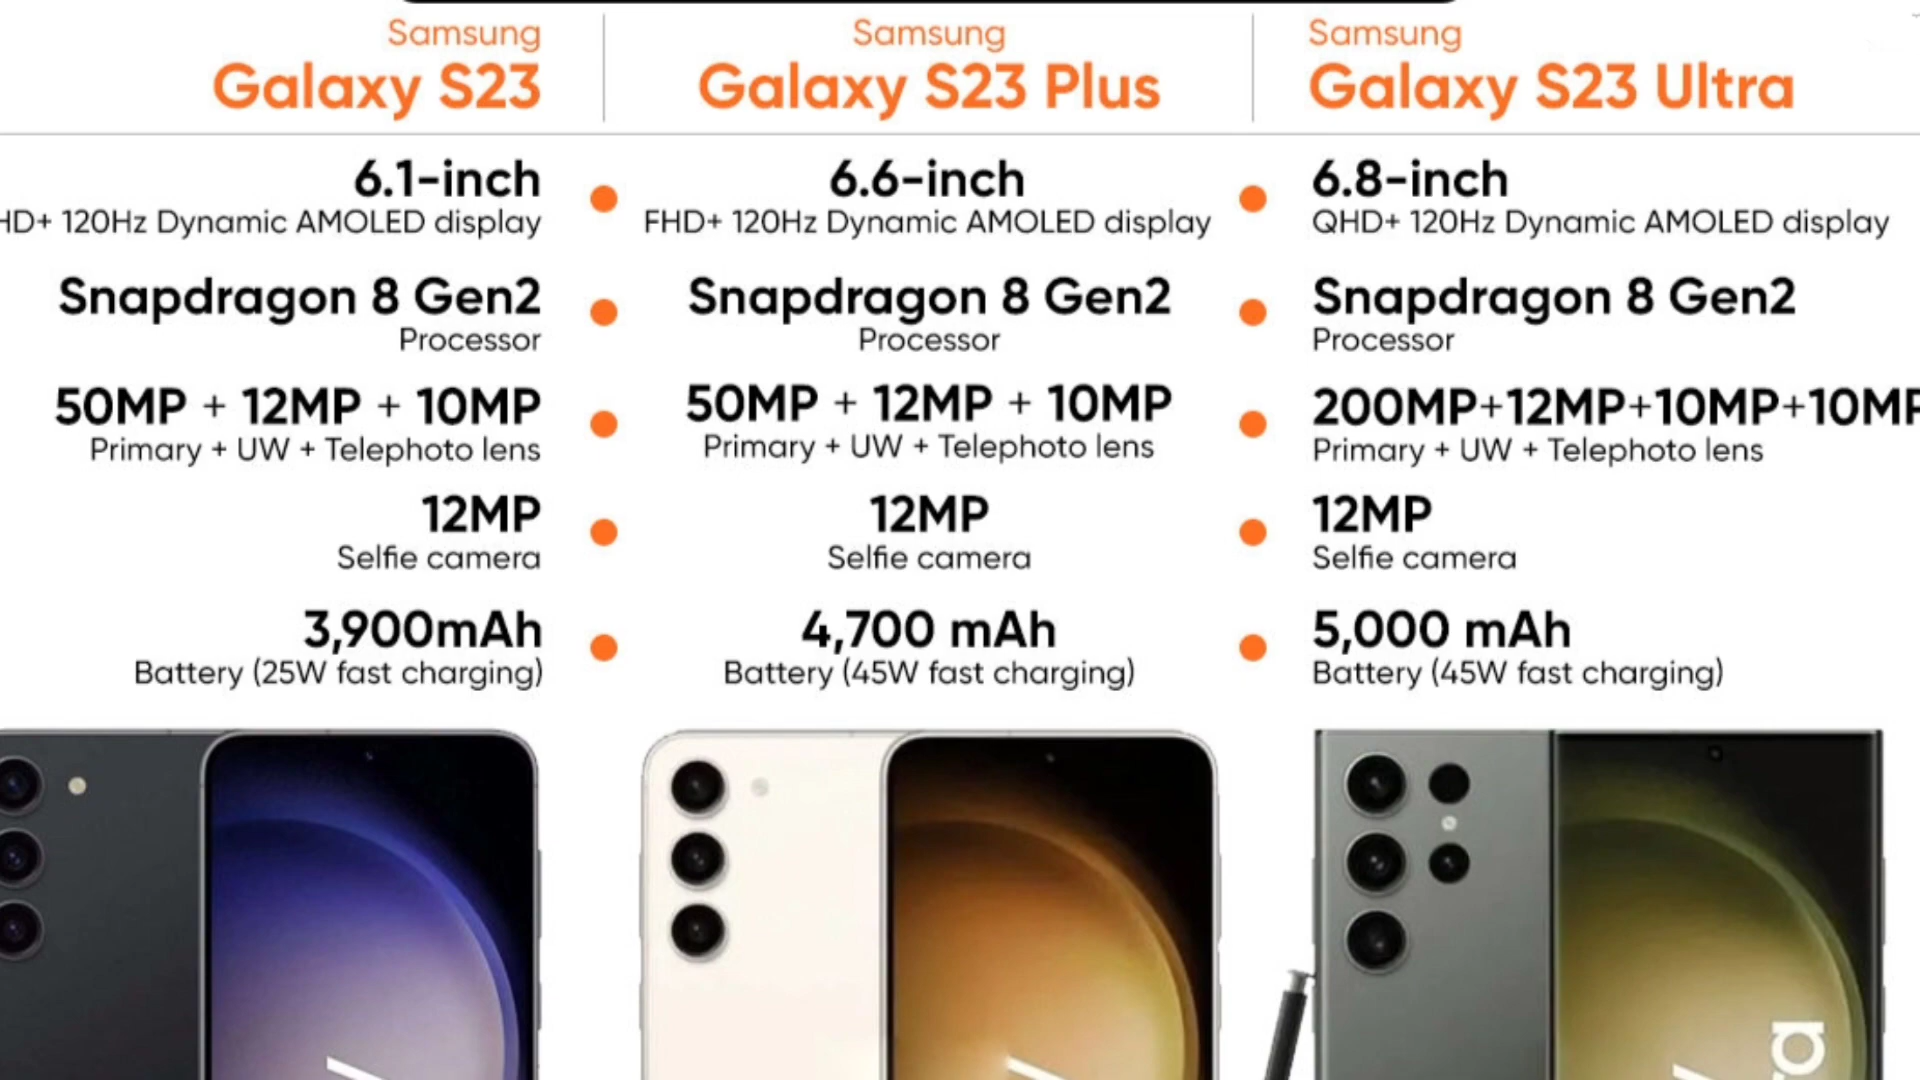 Samsung
Galaxy S23
Samsung
Galaxy S23 Plus
Samsung
Galaxy S23 Ultra
6.1-inch
HD+ 120Hz Dynamic AMOLED display
6.6-inch
FHD+ 120Hz Dynamic AMOLED display
6.8-inch
QHD+ 120Hz Dynamic AMOLED display
Snapdragon 8 Gen2
Processor
Snapdragon 8 Gen2
Processor
Snapdragon 8 Gen2
Processor
50MP + 12MP + 10MP
Primary + UW + Telephoto lens
50MP + 12MP + 10MP
Primary + UW + Telephoto lens
200MP+12MP+10MP+10MP
Primary + UW + Telephoto lens
12MP
Selfie camera
12MP
Selfie camera
12MP
Selfie camera
3,900mAh
Battery (25W fast charging)
4,700 mAh
Battery (45W fast charging)
5,000 mAh
Battery (45W fast charging)